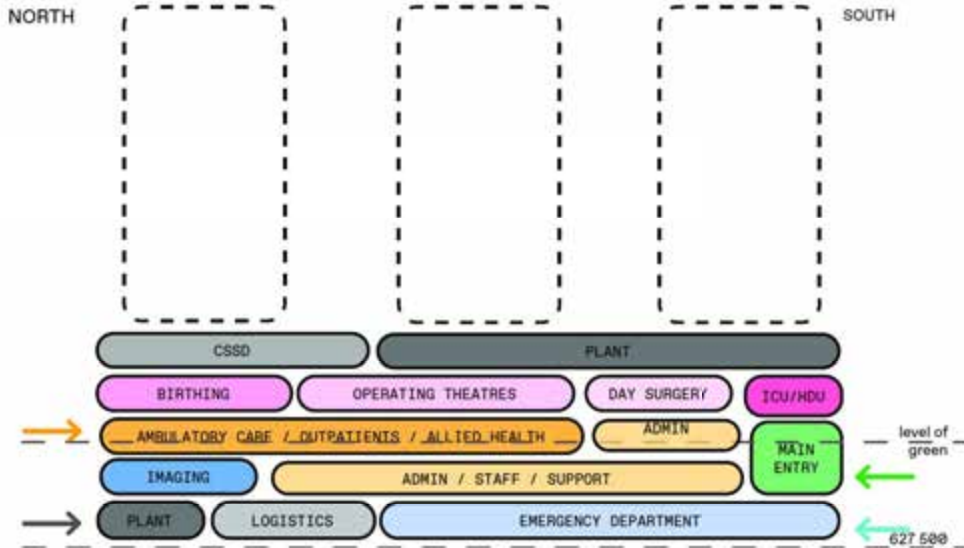 NORTH
SOUTH
CSSD
PLANT
BIRTHING
OPERATING THEATRES
DAY SURGERY
ICU/HDU
AMBULATORY CARE / OUTPATIENTS / ALLIED HEALTH
ADMIN
MAIN
ENTRY
level of
green
IMAGING
ADMIN / STAFF / SUPPORT
PLANT
LOGISTICS
EMERGENCY DEPARTMENT
627 500